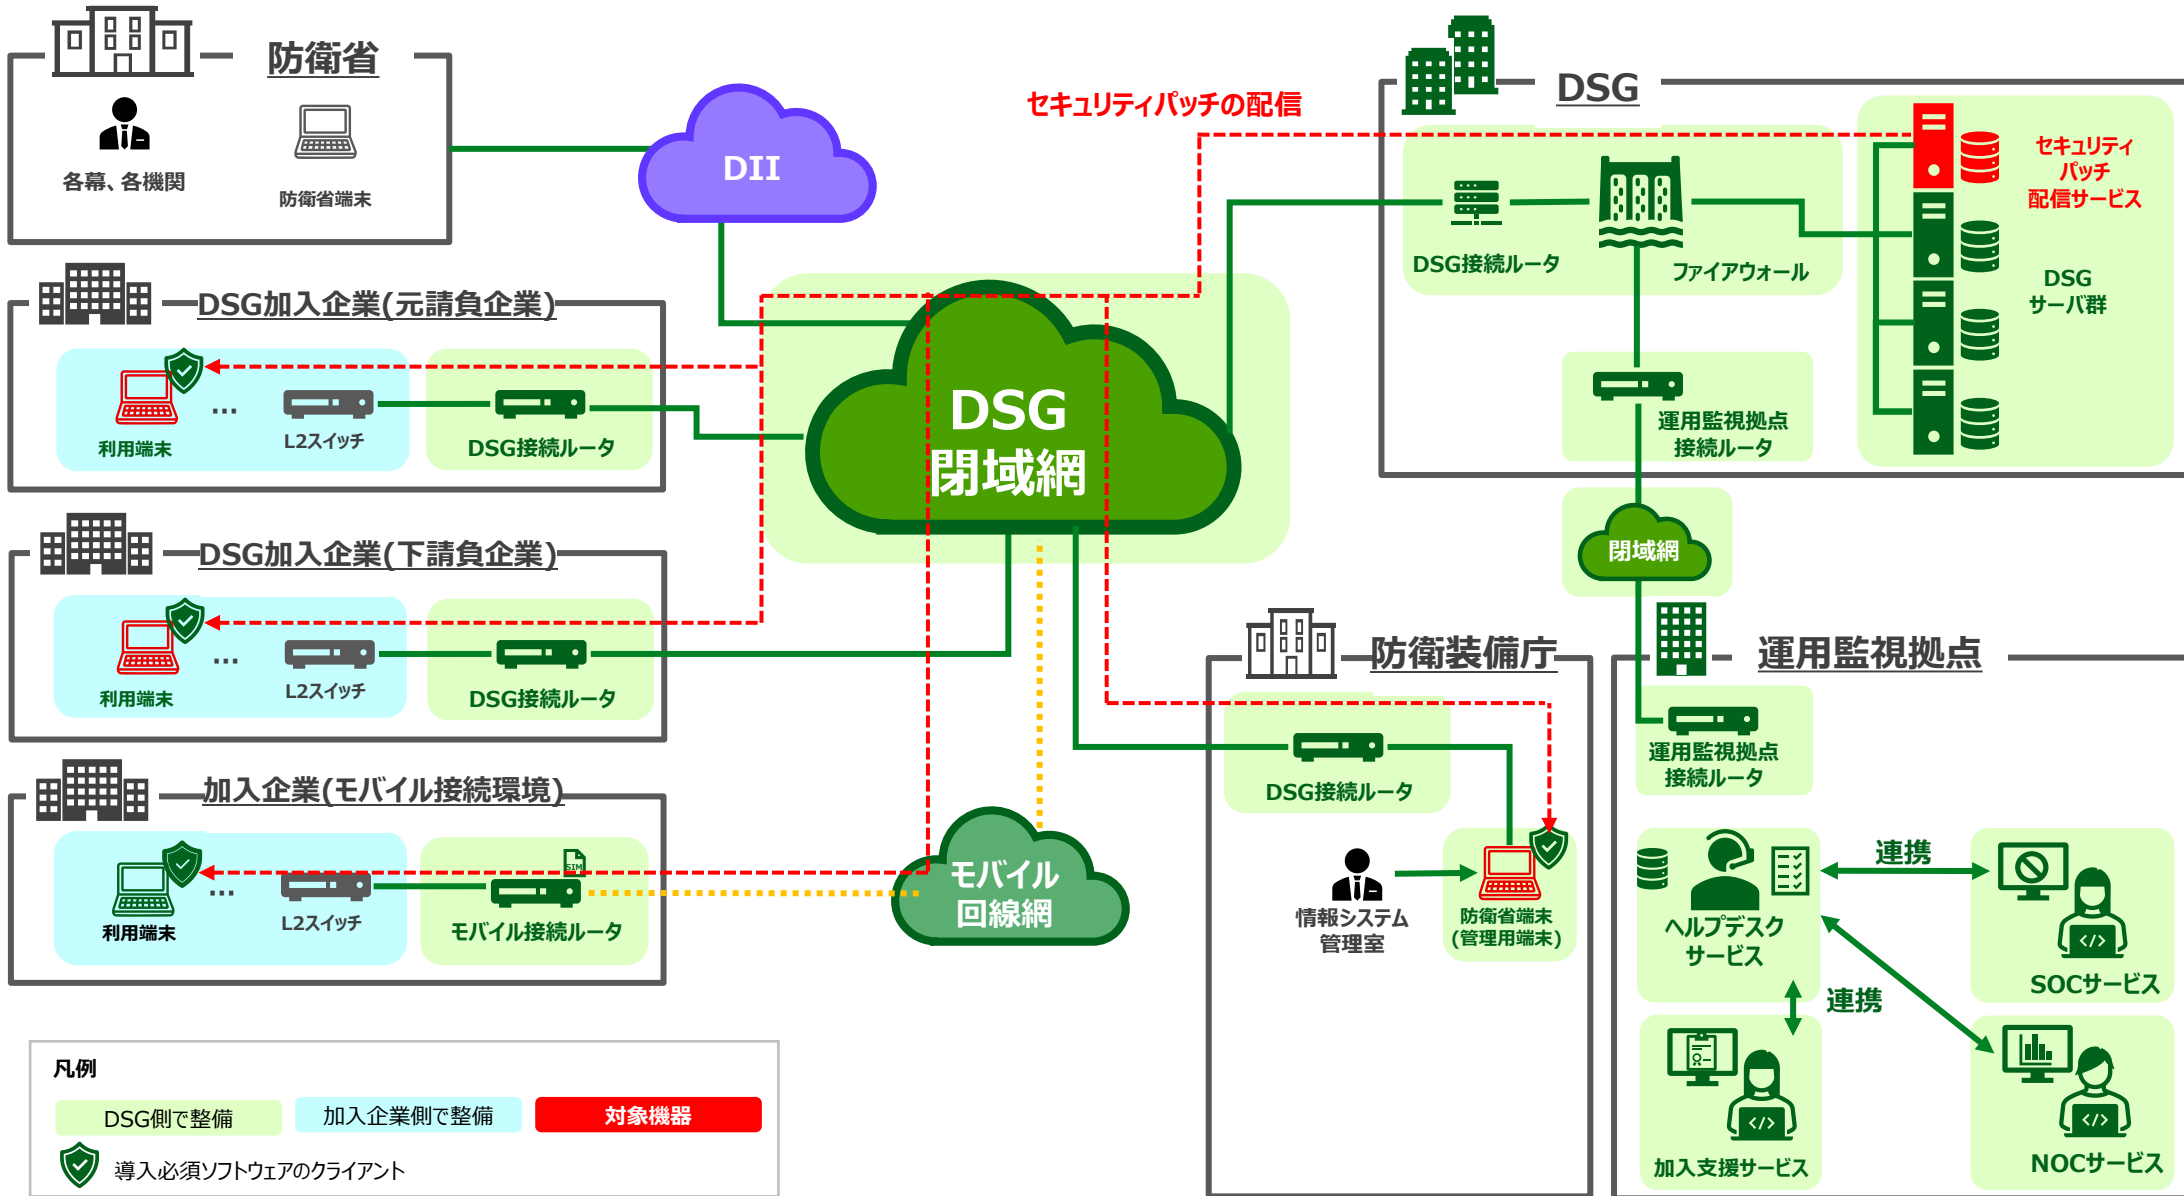 防衛省
各幕、各機関
防衛省端末
DII
セキュリティパッチの配信
DSG
DSG接続ルータ
ファイアウォール
セキュリティ
パッチ
配信サービス
DSG
サーバ群
運用監視拠点
接続ルータ
DSG加入企業(元請負企業)
利用端末
…
L2スイッチ
DSG接続ルータ
DSG
閉域網
DSG加入企業(下請負企業)
利用端末
…
L2スイッチ
DSG接続ルータ
閉域網
加入企業(モバイル接続環境)
利用端末
…
L2スイッチ
SIM
モバイル接続ルータ
モバイル
回線網
防衛装備庁
DSG接続ルータ
情報システム
管理室
防衛省端末
(管理用端末)
運用監視拠点
運用監視拠点
接続ルータ
ヘルプデスク
サービス
連携
</>
SOCサービス
連携
</>
加入支援サービス
</>
NOCサービス
凡例
DSG側で整備
加入企業側で整備
対象機器
導入必須ソフトウェアのクライアント